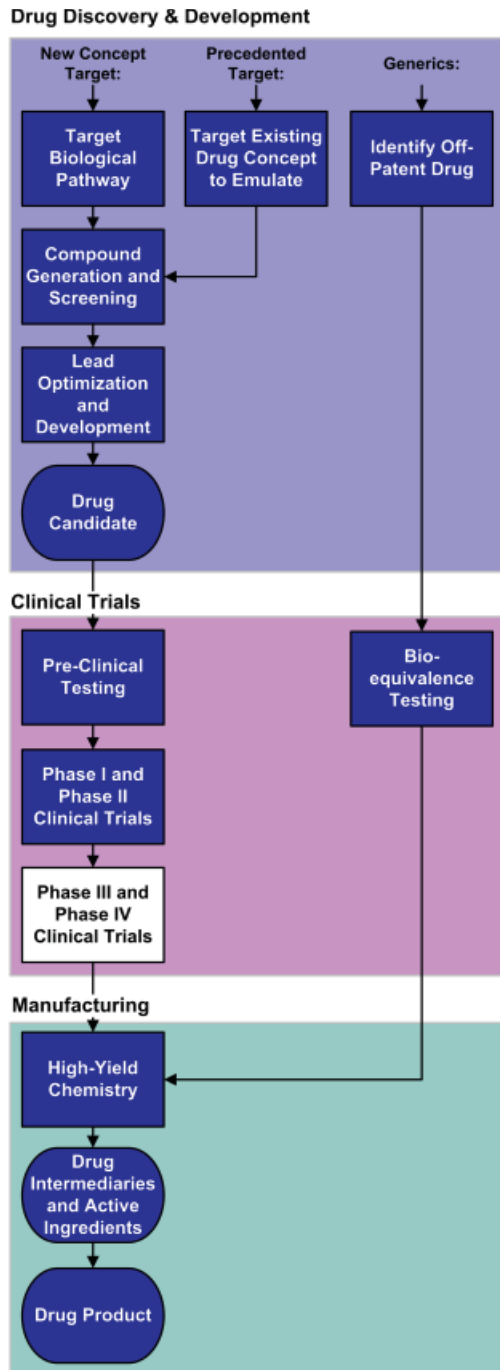 Drug Discovery & Development
New Concept
Target:
Precedented
Target:
Generics:
Target
Biological
Pathway
Target Existing
Drug Concept
to Emulate
Identify Off-
Patent Drug
Compound
Generation and
Screening
Lead
Optimization
and
Development
Drug
Candidate
Clinical Trials
Pre-Clinical
Testing
Bio-
equivalence
Testing
Phase I and
Phase II
Clinical Trials
Phase III and
Phase IV
Clinical Trials
Manufacturing
High-Yield
Chemistry
Drug
Intermediaries
and Active
Ingredients
Drug Product